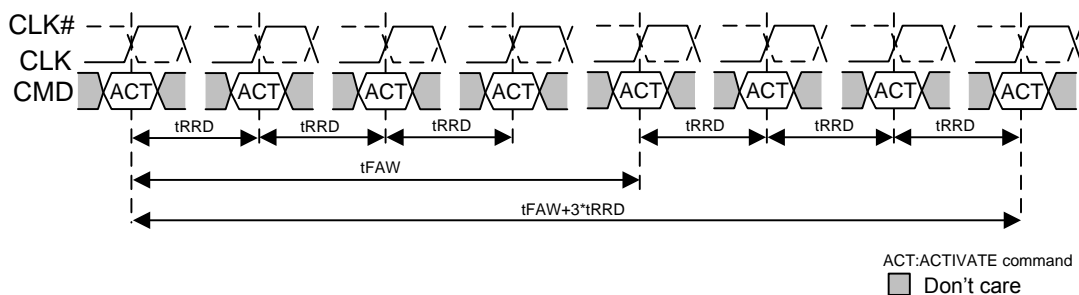 CLK#
CLK
CMD ACT ACT ACT ACT ACT ACT ACT ACT
tRRD tRRD tRRD tRRD tRRD tRRD
tFAW
tFAW+3*tRRD
ACT:ACTIVATE command
Don't care